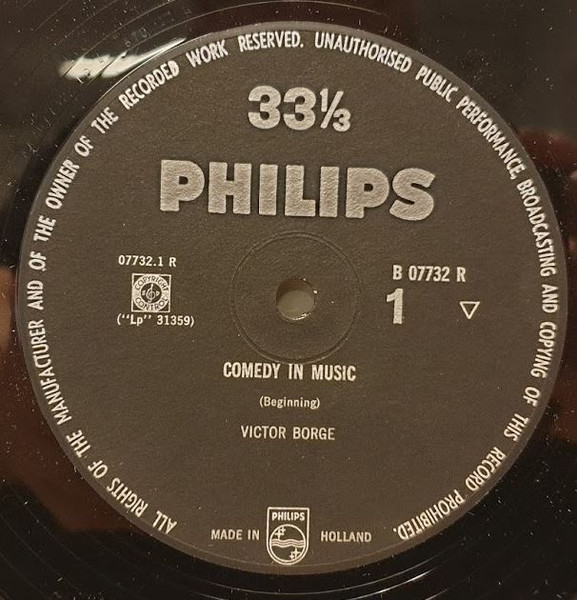 ALL RIGHTS OF THE MANUFACTURER AND OF THE OWNER OF THE RECORDED WORK RESERVED. UNAUTHORISED PUBLIC PERFORMANCE BROADCASTING AND COPYING OF THIS RECORD PROHIBITED.
33⅓
PHILIPS
07732.1 R
COPYRIGHT
CONTROL
("Lp" 31359)
B 07732 R
1
COMEDY IN MUSIC
(Beginning)
VICTOR BORGE
MADE IN HOLLAND
PHILIPS